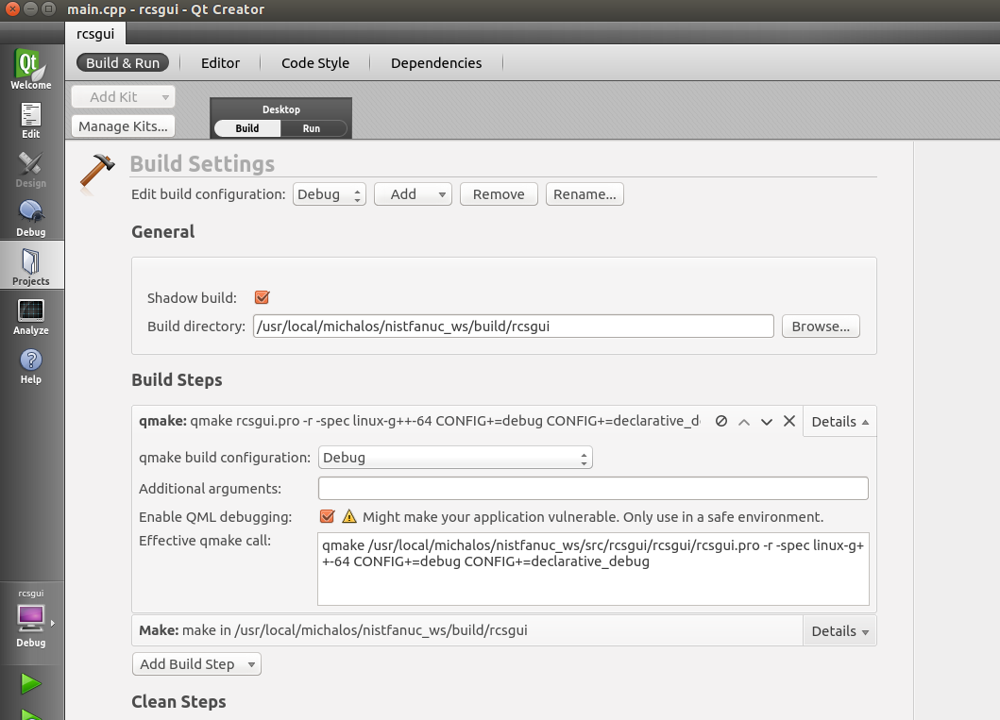 main.cpp - rcsgui - Qt Creator
rcsgui
Build & Run
Editor
Code Style
Dependencies
Qt
Welcome
Edit
Design
Debug
Projects
Analyze
?
Help
rcsgui
Debug
Add Kit
Manage Kits...
Desktop
Build
Run
Build Settings
Edit build configuration:
Debug
Add
Remove
Rename...
General
Shadow build:
Build directory:
/usr/local/michalos/nistfanuc_ws/build/rcsgui
Browse...
Build Steps
qmake: qmake rcsgui.pro -r -spec linux-g++-64 CONFIG+=debug CONFIG+=declarative_d
Details
qmake build configuration:
Debug
Additional arguments:
Enable QML debugging:
Might make your application vulnerable. Only use in a safe environment.
Effective qmake call:
qmake /usr/local/michalos/nistfanuc_ws/src/rcsgui/rcsgui/rcsgui.pro -r -spec linux-g+
+-64 CONFIG+=debug CONFIG+=declarative_debug
Make: make in /usr/local/michalos/nistfanuc_ws/build/rcsgui
Details
Add Build Step
Clean Steps